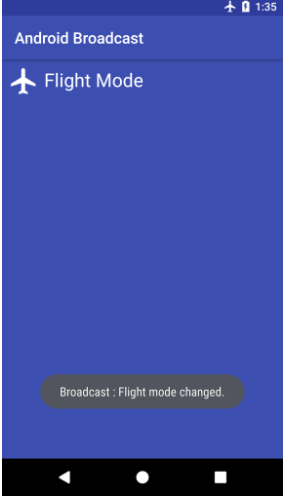 1:35
Android Broadcast
Flight Mode
Broadcast : Flight mode changed.